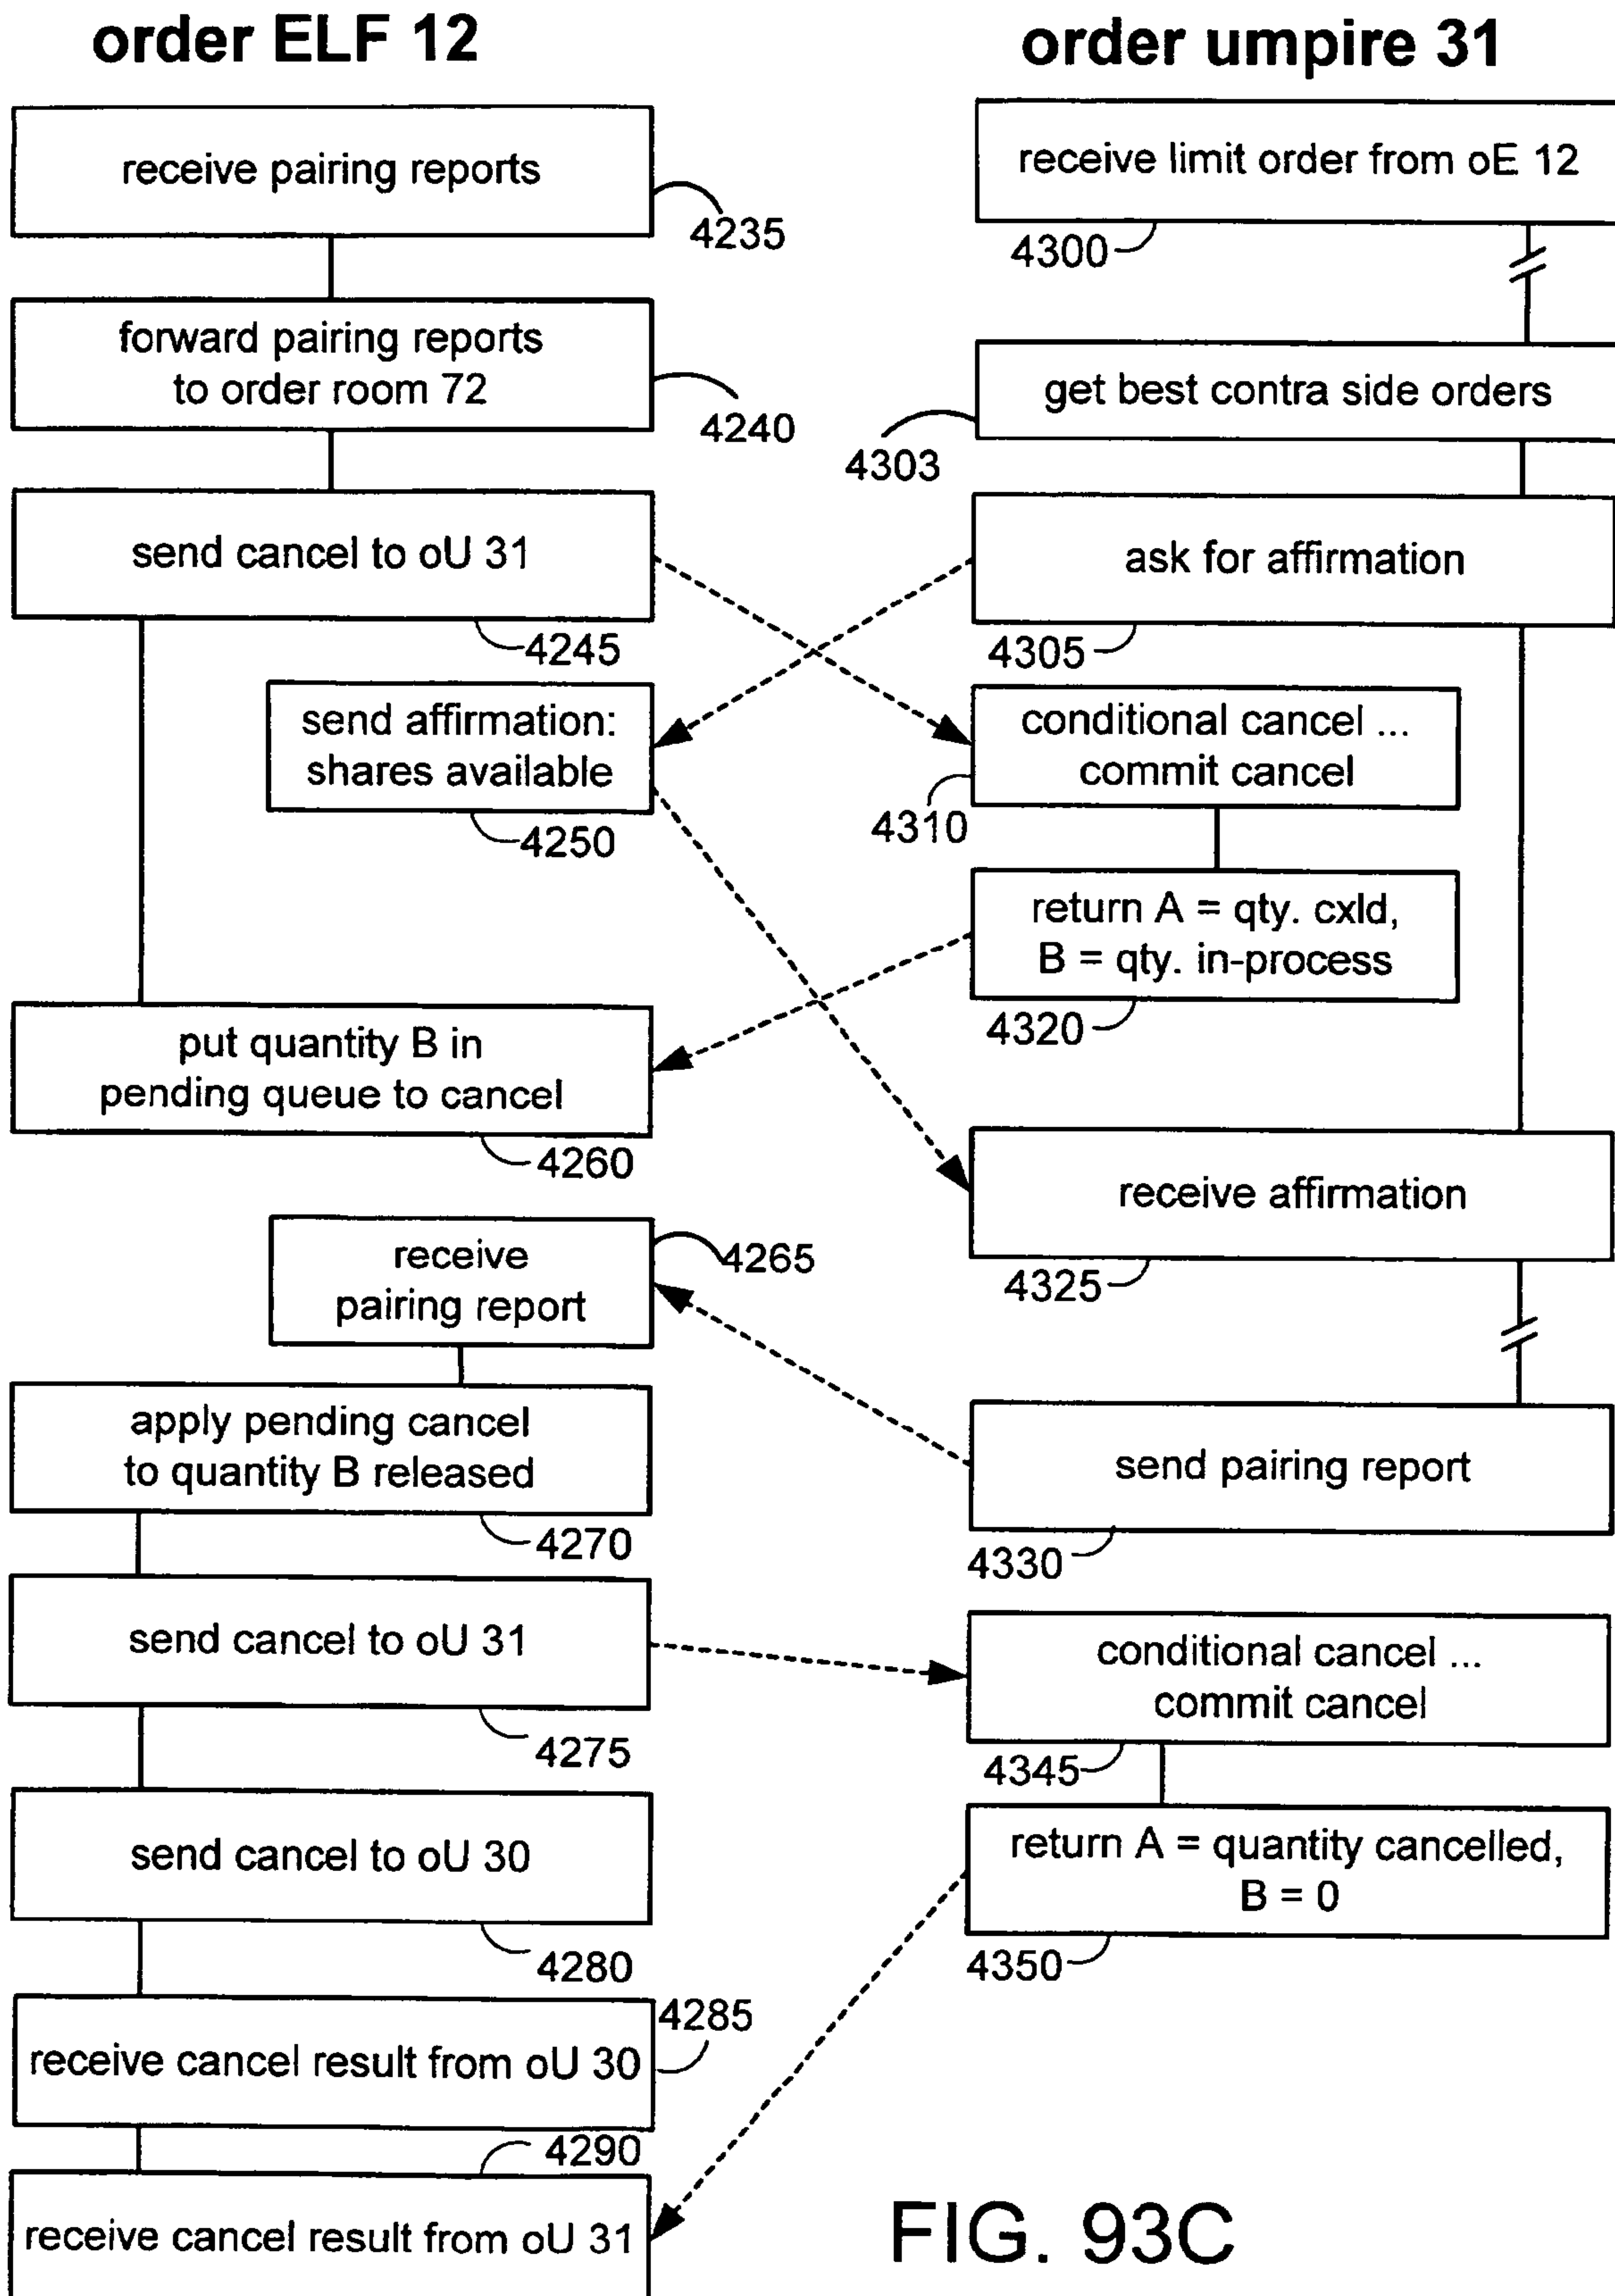 order ELF 12
order umpire 31
receive pairing reports
4235
forward pairing reports
to order room 72
4240
send cancel to oU 31
4245
send affirmation:
shares available
4250
put quantity B in
pending queue to cancel
4260
receive
pairing report
4265
apply pending cancel
to quantity B released
4270
send cancel to oU 31
4275
send cancel to oU 30
4280
4285
receive cancel result from oU 30
4290
receive cancel result from oU 31
receive limit order from oE 12
4300
get best contra side orders
4303
ask for affirmation
4305
conditional cancel ...
commit cancel
4310
return A = qty. cxld,
B = qty. in-process
4320
receive affirmation
4325
send pairing report
4330
conditional cancel ...
commit cancel
4345
return A = quantity cancelled,
B = 0
4350
FIG. 93C